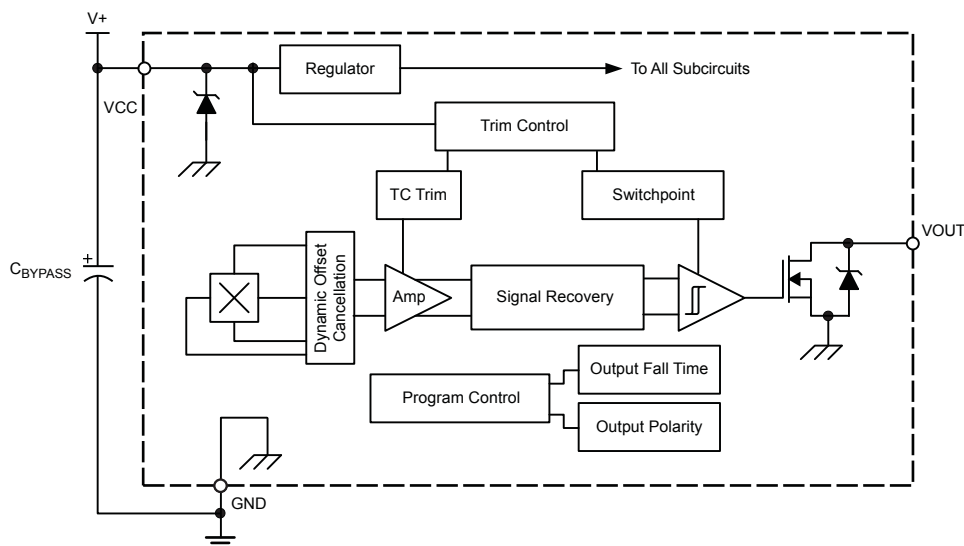 V+
Regulator
To All Subcircuits
VCC
Trim Control
TC Trim
Switchpoint
VOUT
+
CBYPASS
Dynamic Offset
Cancellation
Amp
Signal Recovery
Output Fall Time
Program Control
Output Polarity
GND